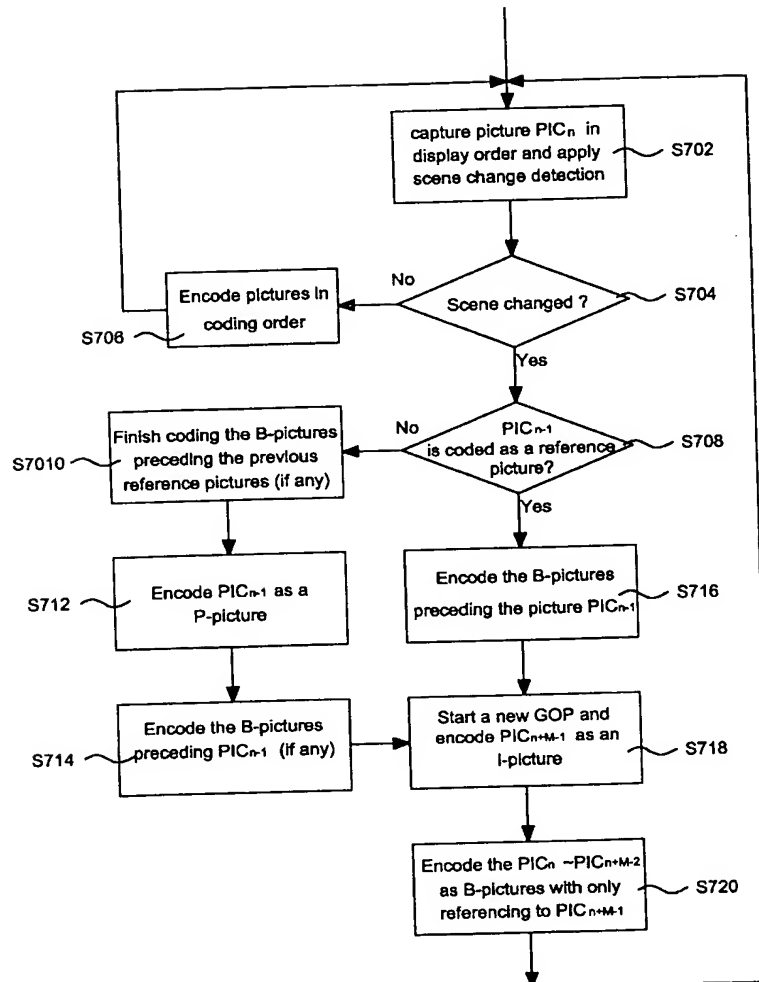 capture picture PICn in
display order and apply
scene change detection
S702
No
Scene changed ?
S704
Encode pictures in
coding order
S706
Yes
No
PICn-1
is coded as a reference
picture?
S708
Finish coding the B-pictures
preceding the previous
reference pictures (if any)
S7010
Yes
Encode PICn-1 as a
P-picture
S712
Encode the B-pictures
preceding the picture PICn-1
S716
Encode the B-pictures
preceding PICn-1 (if any)
S714
Start a new GOP and
encode PICn+M-1 as an
I-picture
S718
Encode the PICn ~PICn+M-2
as B-pictures with only
referencing to PICn+M-1
S720